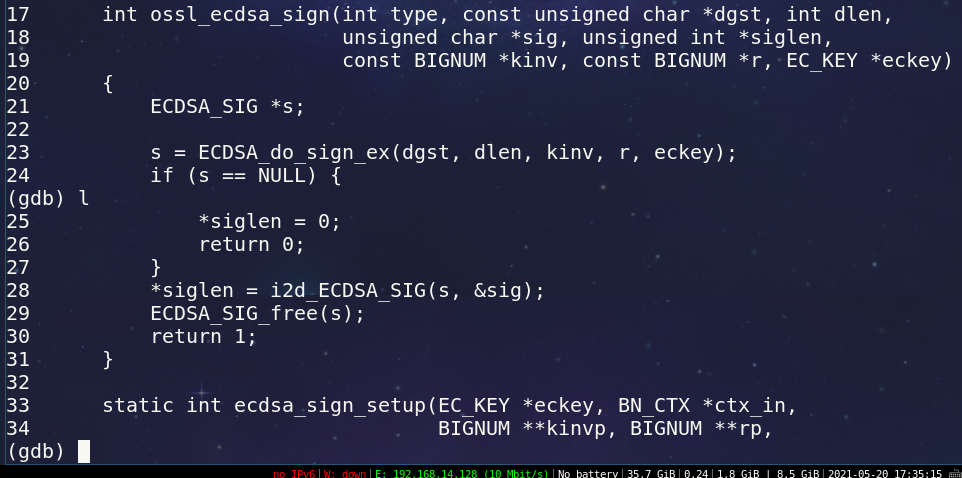 17      int ossl_ecdsa_sign(int type, const unsigned char *dgst, int dlen,
18                          unsigned char *sig, unsigned int *siglen,
19                          const BIGNUM *kinv, const BIGNUM *r, EC_KEY *eckey)
20      {
21          ECDSA_SIG *s;
22
23          s = ECDSA_do_sign_ex(dgst, dlen, kinv, r, eckey);
24          if (s == NULL) {
(gdb) l
25              *siglen = 0;
26              return 0;
27          }
28          *siglen = i2d_ECDSA_SIG(s, &sig);
29          ECDSA_SIG_free(s);
30          return 1;
31      }
32
33      static int ecdsa_sign_setup(EC_KEY *eckey, BN_CTX *ctx_in,
34                                  BIGNUM **kinvp, BIGNUM **rp,
(gdb)
no IPv6|W: down|E: 192.168.14.128 (10 Mbit/s)|No battery|35.7 GiB|0.24|1.8 GiB | 8.5 GiB|2021-05-20 17:35:15